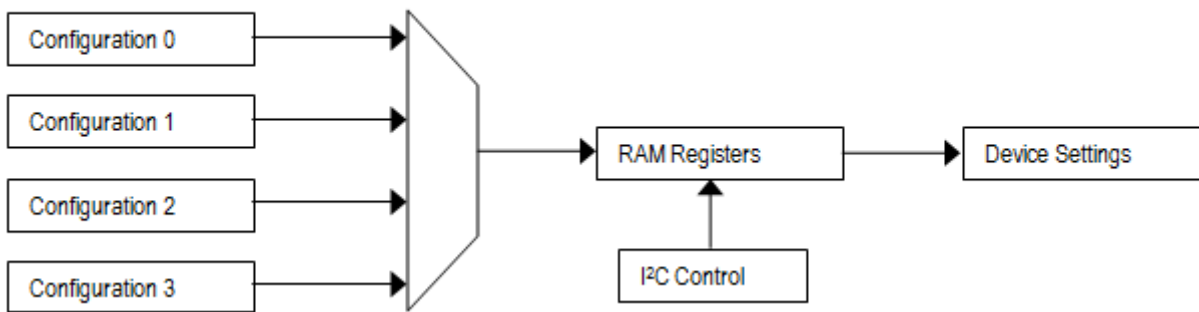 Configuration 0
Configuration 1
Configuration 2
Configuration 3
RAM Registers
Device Settings
I²C Control